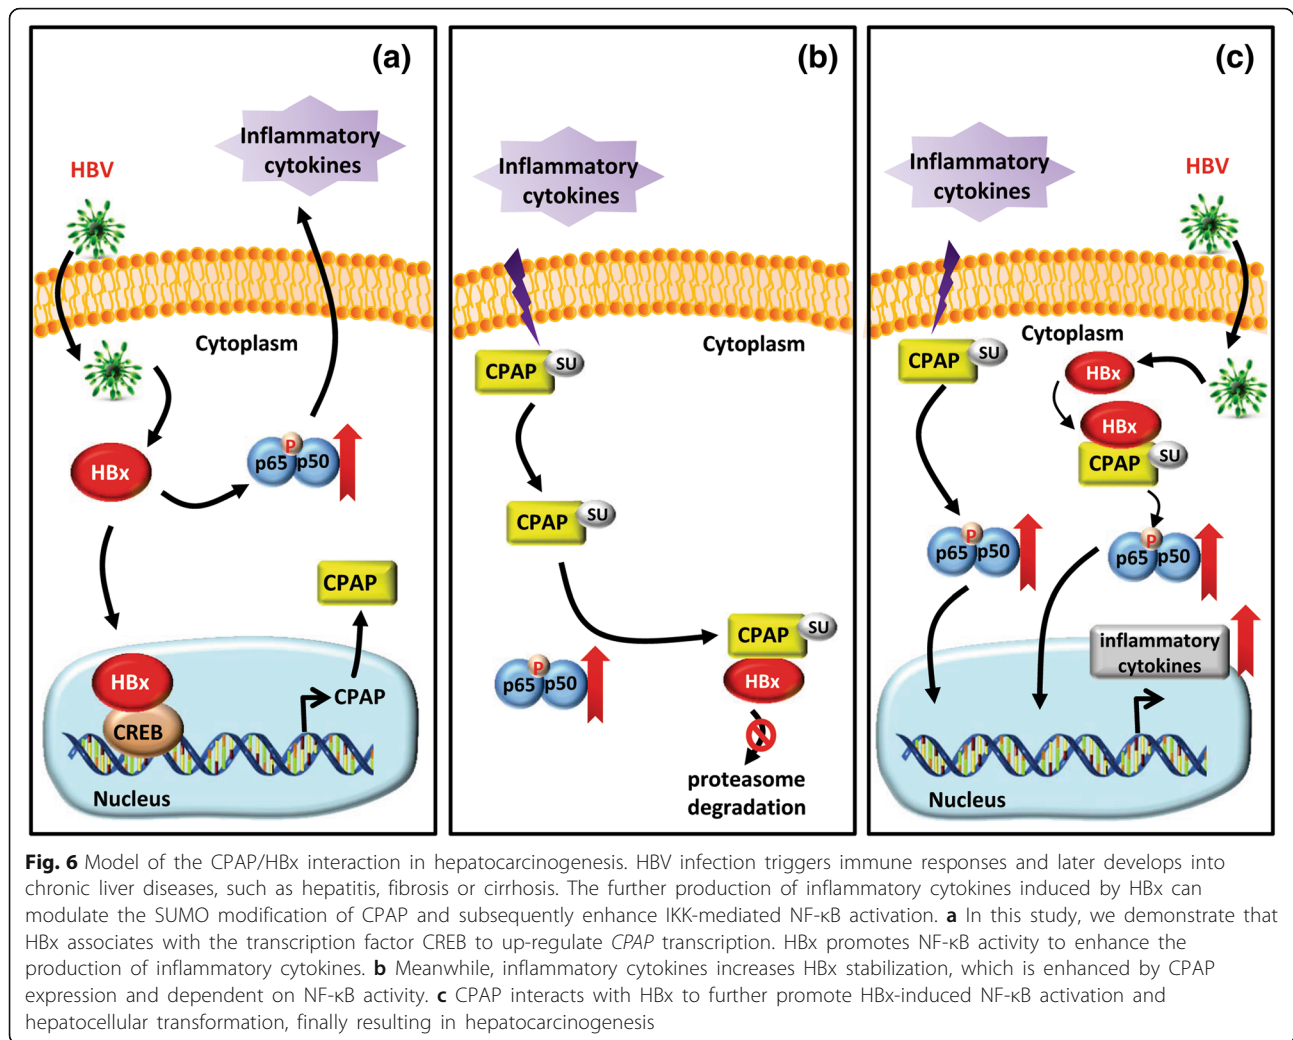 (a)
Inflammatory
cytokines
HBV
Cytoplasm
HBx
P
p65 p50
CPAP
HBx
CREB
CPAP
Nucleus
(b)
Inflammatory
cytokines
Cytoplasm
CPAP SU
CPAP SU
CPAP SU
HBx
P
p65 p50
proteasome
degradation
(c)
Inflammatory
cytokines
HBV
Cytoplasm
CPAP SU
HBx
HBx
CPAP SU
P
p65 p50
P
p65 p50
inflammatory
cytokines
Nucleus
Fig. 6 Model of the CPAP/HBx interaction in hepatocarcinogenesis. HBV infection triggers immune responses and later develops into
chronic liver diseases, such as hepatitis, fibrosis or cirrhosis. The further production of inflammatory cytokines induced by HBx can
modulate the SUMO modification of CPAP and subsequently enhance IKK-mediated NF-κB activation. a In this study, we demonstrate that
HBx associates with the transcription factor CREB to up-regulate CPAP transcription. HBx promotes NF-κB activity to enhance the
production of inflammatory cytokines. b Meanwhile, inflammatory cytokines increases HBx stabilization, which is enhanced by CPAP
expression and dependent on NF-κB activity. c CPAP interacts with HBx to further promote HBx-induced NF-κB activation and
hepatocellular transformation, finally resulting in hepatocarcinogenesis